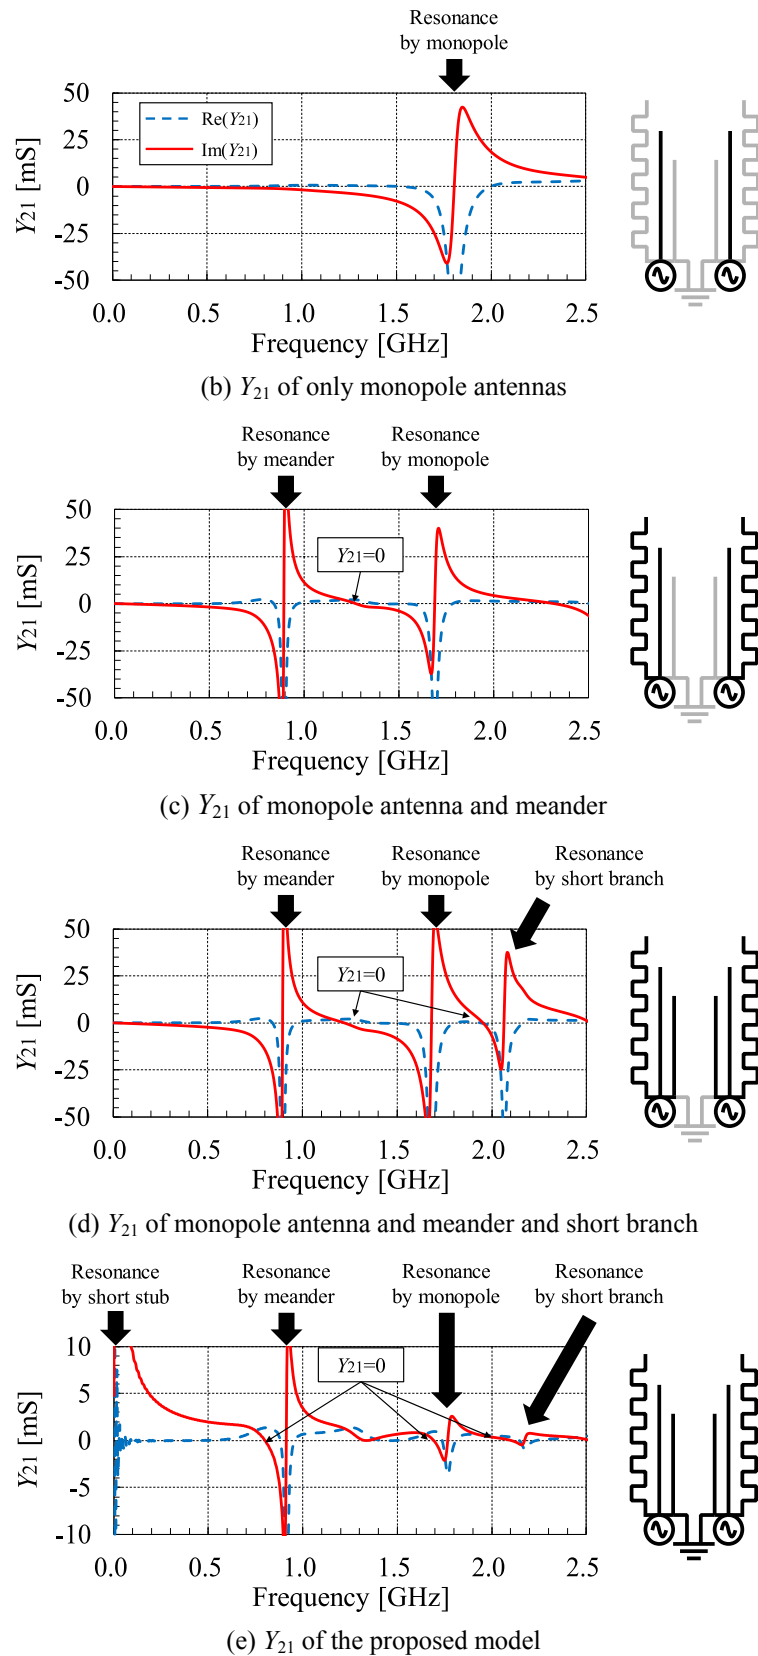 Resonance
by monopole
50
25
0
-25
-50
Y21 [mS]
Re(Y21)
Im(Y21)
0.0 0.5 1.0 1.5 2.0 2.5
Frequency [GHz]
(b) Y21 of only monopole antennas
Resonance
by meander
Resonance
by monopole
50
25
0
-25
-50
Y21 [mS]
Y21=0
0.0 0.5 1.0 1.5 2.0 2.5
Frequency [GHz]
(c) Y21 of monopole antenna and meander
Resonance
by meander
Resonance
by monopole
Resonance
by short branch
50
25
0
-25
-50
Y21 [mS]
Y21=0
0.0 0.5 1.0 1.5 2.0 2.5
Frequency [GHz]
(d) Y21 of monopole antenna and meander and short branch
Resonance
by short stub
Resonance
by meander
Resonance
by monopole
Resonance
by short branch
10
5
0
-5
-10
Y21 [mS]
Y21=0
0.0 0.5 1.0 1.5 2.0 2.5
Frequency [GHz]
(e) Y21 of the proposed model